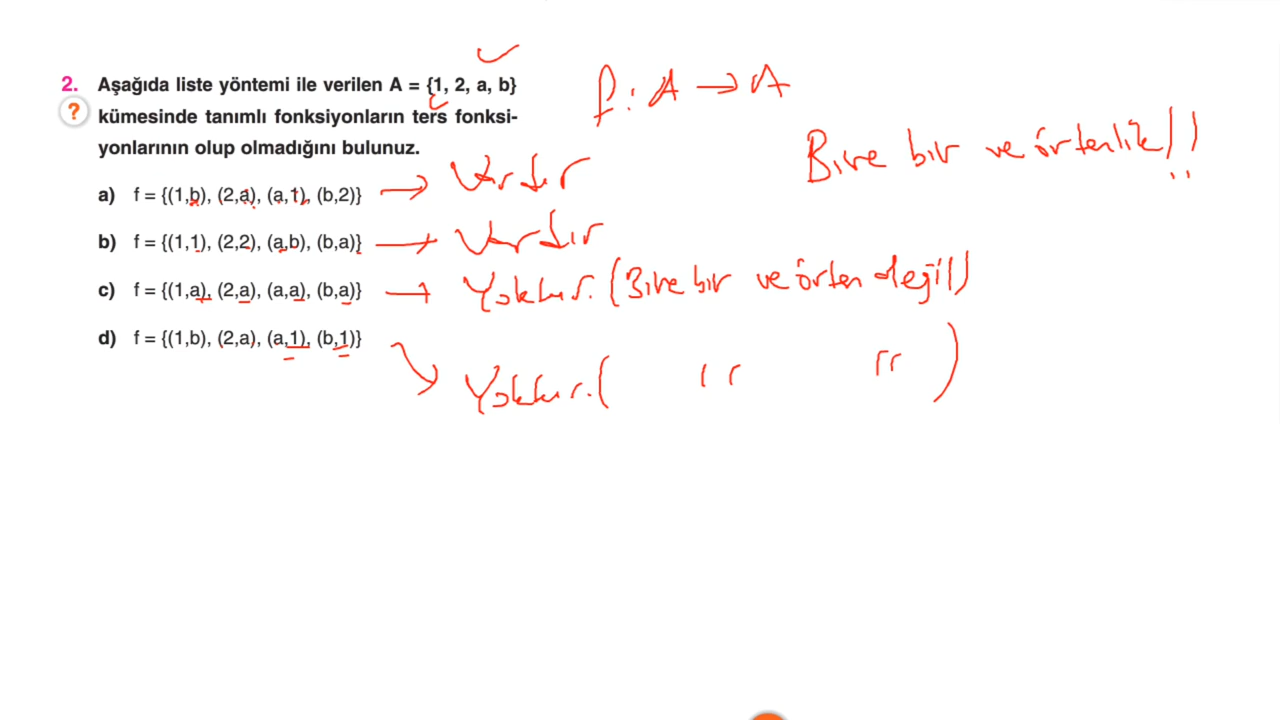 2. Aşağıda liste yöntemi ile verilen A = {1, 2, a, b}
? kümesinde tanımlı fonksiyonların ters fonksi-
yonlarının olup olmadığını bulunuz.
f : A → A
Bire bir ve örtenlik!!
a) f = {(1,b), (2,a), (a,1), (b,2)} → Vardır
b) f = {(1,1), (2,2), (a,b), (b,a)} → Vardır
c) f = {(1,a), (2,a), (a,a), (b,a)} → Yoktur. (Bire bir ve örten değil)
d) f = {(1,b), (2,a), (a,1), (b,1)}
Yoktur. ( " " )